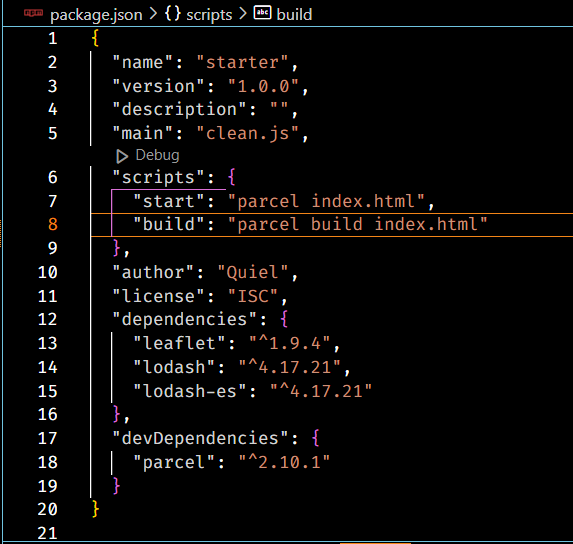 npm package.json > {} scripts > abc build
1 {
2 "name": "starter",
3 "version": "1.0.0",
4 "description": "",
5 "main": "clean.js",
Debug
6 "scripts": {
7 "start": "parcel index.html",
8 "build": "parcel build index.html"
9 },
10 "author": "Quiel",
11 "license": "ISC",
12 "dependencies": {
13 "leaflet": "^1.9.4",
14 "lodash": "^4.17.21",
15 "lodash-es": "^4.17.21"
16 },
17 "devDependencies": {
18 "parcel": "^2.10.1"
19 }
20 }
21